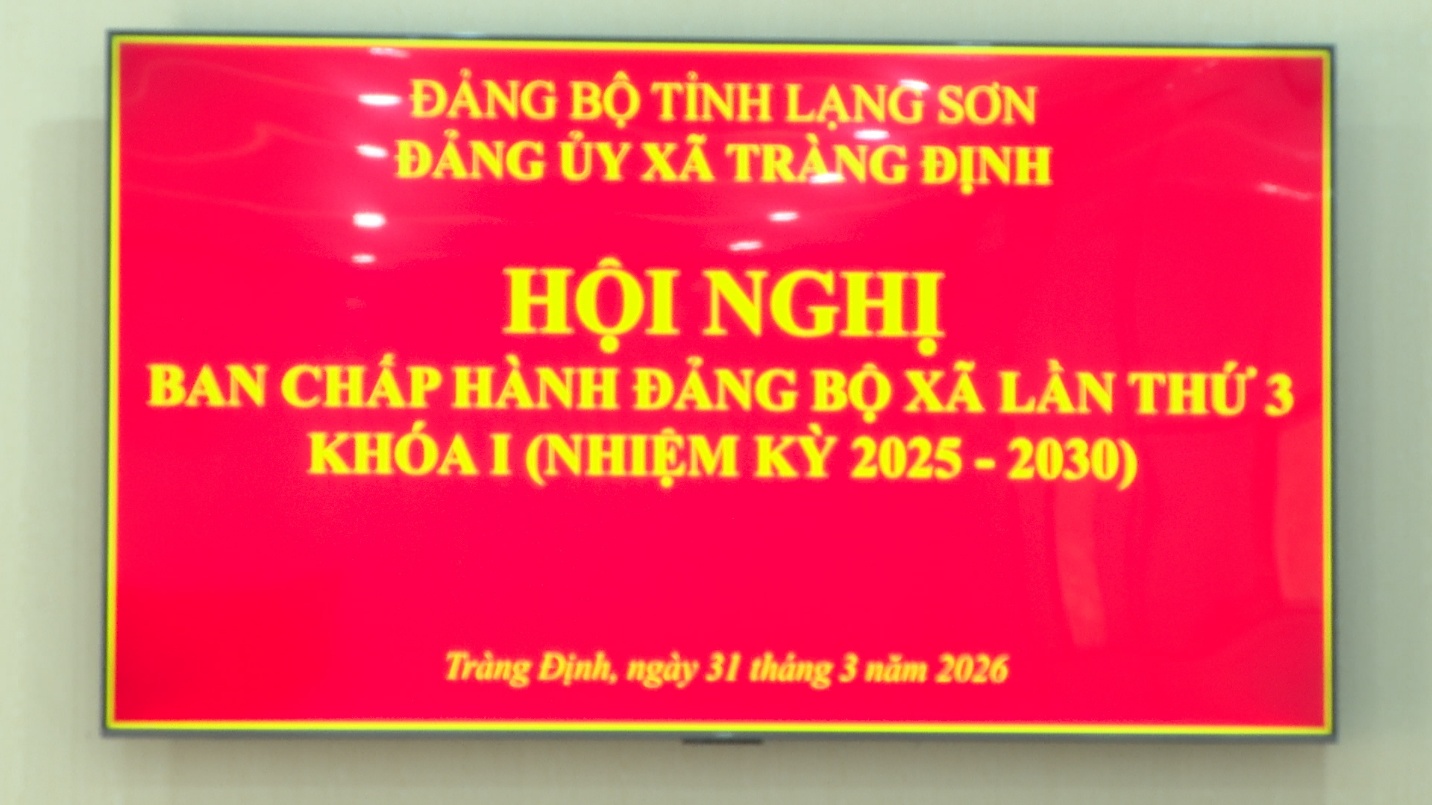 ĐẢNG BỘ TỈNH LẠNG SƠN
ĐẢNG ỦY XÃ TRÀNG ĐỊNH
HỘI NGHỊ
BAN CHẤP HÀNH ĐẢNG BỘ XÃ LẦN THỨ 3
KHÓA I (NHIỆM KỲ 2025 - 2030)
Tràng Định, ngày 31 tháng 3 năm 2026